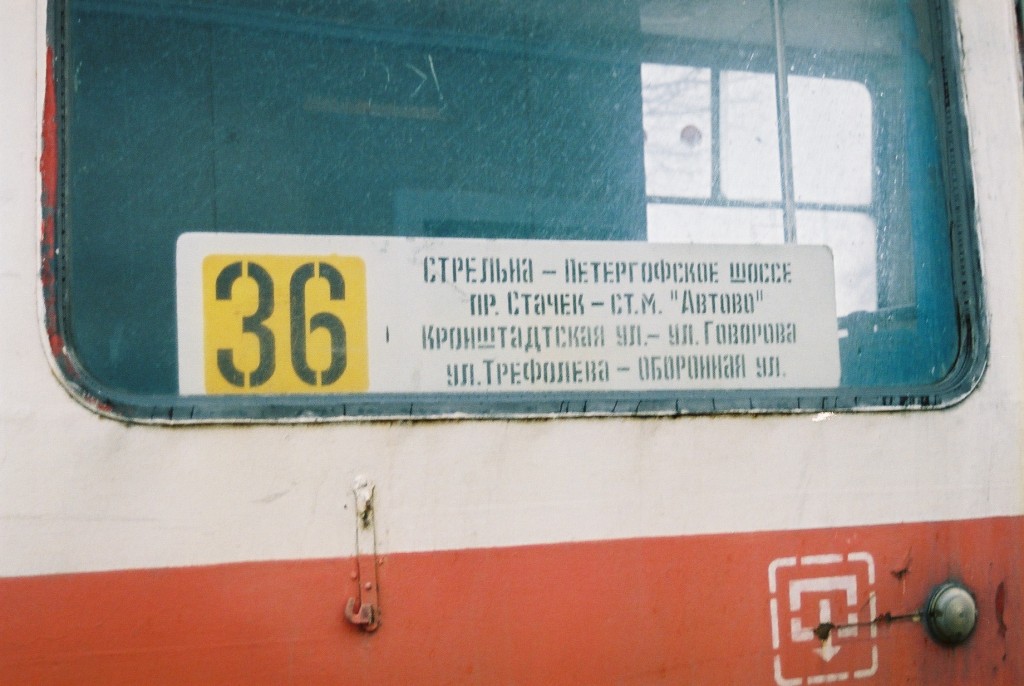 36
Стрельна – Петергофское шоссе
пр. Стачек – ст.м. "Автово"
Кронштадтская ул. – ул. Говорова
ул. Трефолева – Оборонная ул.